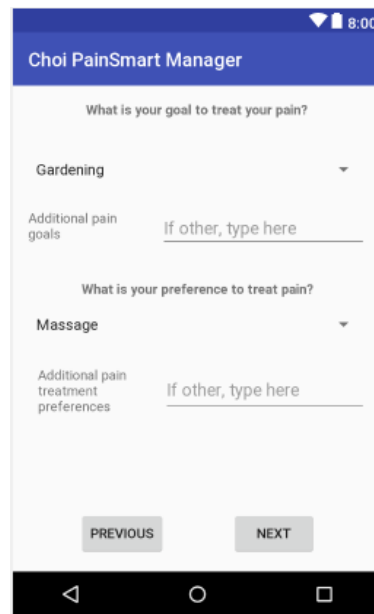 8:00
Choi PainSmart Manager
What is your goal to treat your pain?
Gardening
Additional pain
goals
If other, type here
What is your preference to treat pain?
Massage
Additional pain
treatment
preferences
If other, type here
PREVIOUS
NEXT